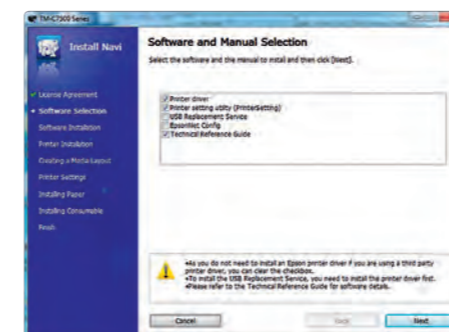 TM-C7500 Series
Install Navi
License Agreement
Software Selection
Software Installation
Printer Installation
Creating a Media Layout
Printer Settings
Installing Paper
Installing Consumable
Finish
Software and Manual Selection
Select the software and the manual to install and then click [Next].
Printer driver
Printer setting utility (PrinterSetting)
USB Replacement Service
EpsonNet Config
Technical Reference Guide
•As you do not need to install an Epson printer driver if you are using a third party
printer driver, you can clear the checkbox.
•To install the USB Replacement Service, you need to install the printer driver first.
•Please refer to the Technical Reference Guide for software details.
Cancel
Back
Next